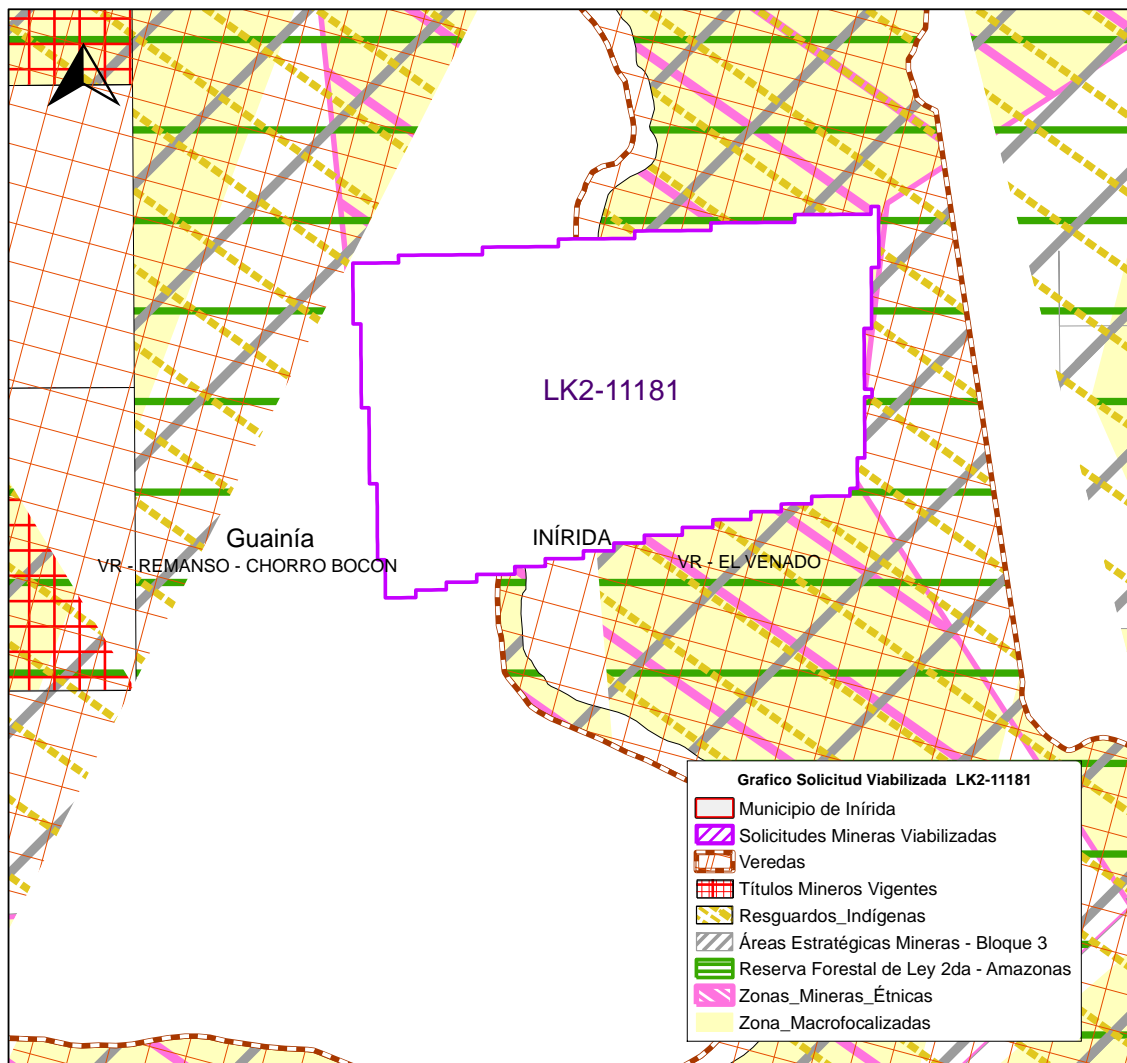 LK2-11181
Guainía
INÍRIDA
VR - REMANSO - CHORRO BOCON
VR - EL VENADO
Grafico Solicitud Viabilizada LK2-11181
Municipio de Inírida
Solicitudes Mineras Viabilizadas
Veredas
Títulos Mineros Vigentes
Resguardos_Indígenas
Áreas Estratégicas Mineras - Bloque 3
Reserva Forestal de Ley 2da - Amazonas
Zonas_Mineras_Étnicas
Zona_Macrofocalizadas